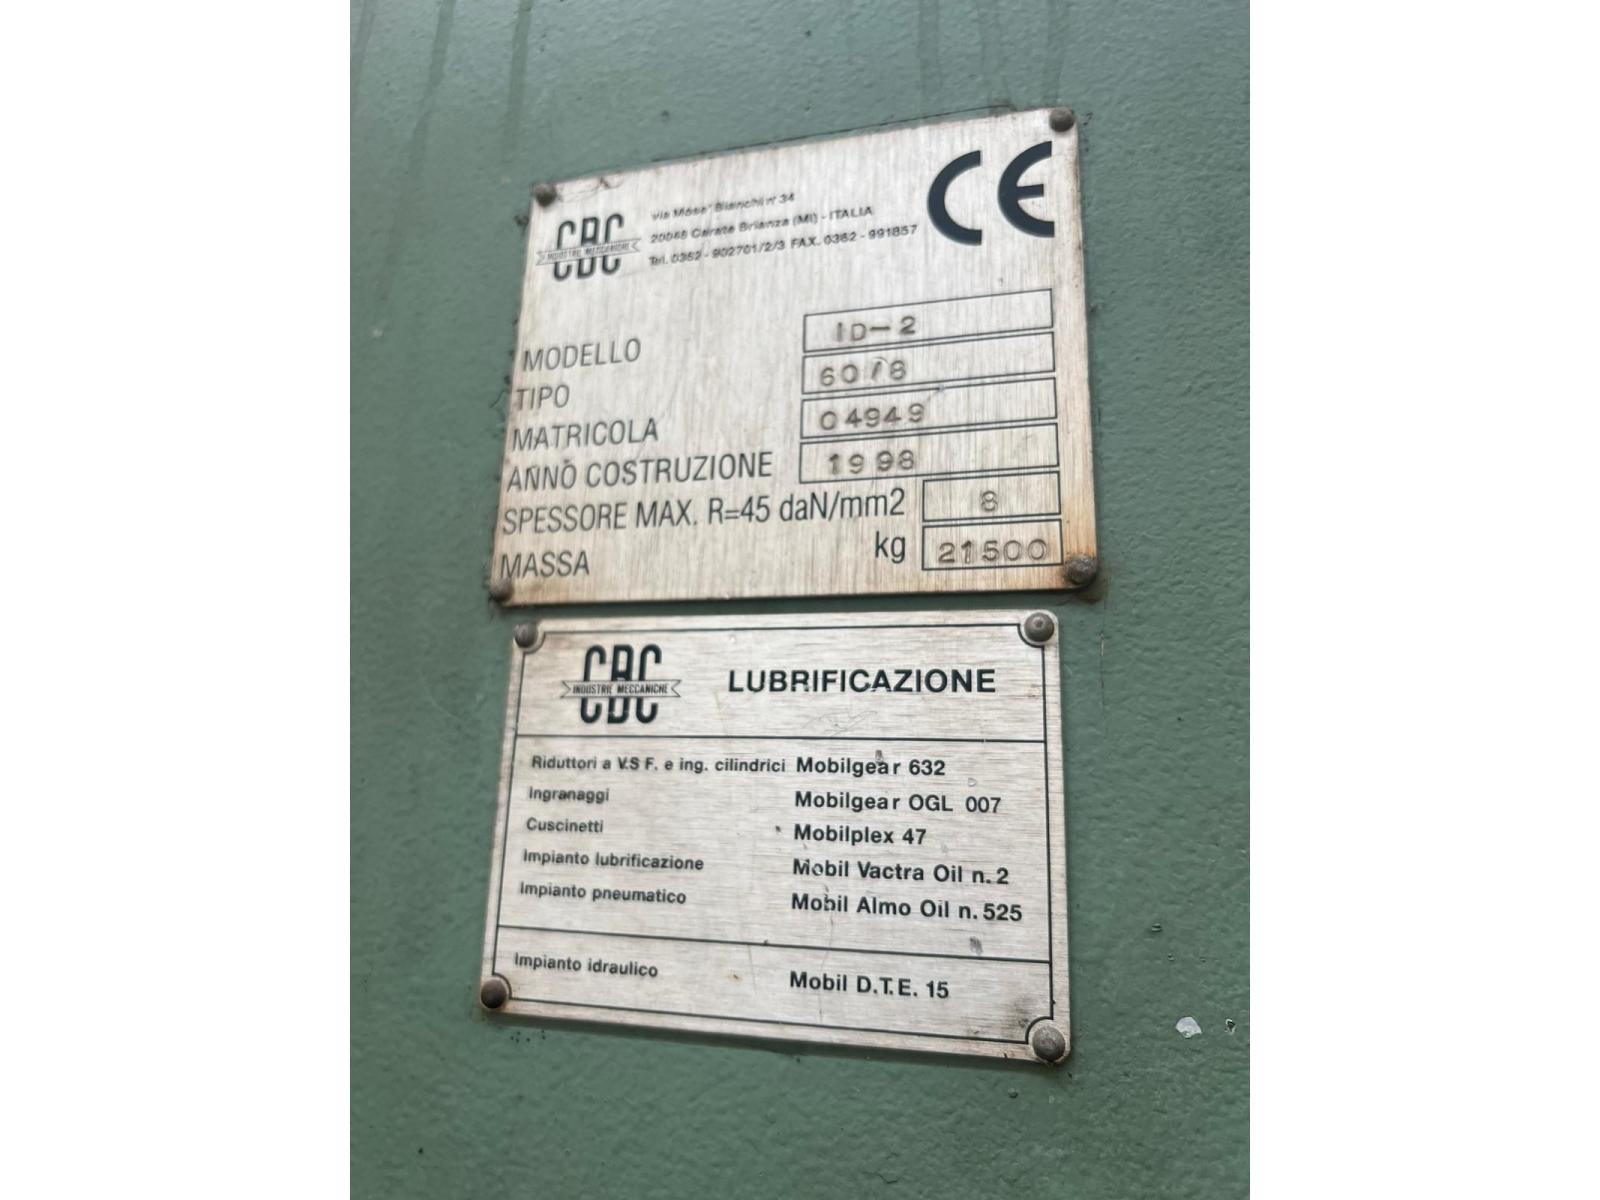 CBC
INDUSTRIE MECCANICHE
via Mose' Bianchi n° 34
20048 Carate Brianza (MI) - ITALIA
Tel. 0362 - 902701/2/3 FAX. 0362 - 991857
CE
MODELLO ID-2
TIPO 60/8
MATRICOLA 04949
ANNO COSTRUZIONE 1998
SPESSORE MAX. R=45 daN/mm2 8
MASSA kg 21500
CBC
INDUSTRIE MECCANICHE
LUBRIFICAZIONE
Riduttori a V.S F. e ing. cilindrici Mobilgear 632
Ingranaggi Mobilgear OGL 007
Cuscinetti Mobilplex 47
Impianto lubrificazione Mobil Vactra Oil n. 2
Impianto pneumatico Mobil Almo Oil n. 525
Impianto idraulico Mobil D.T.E. 15